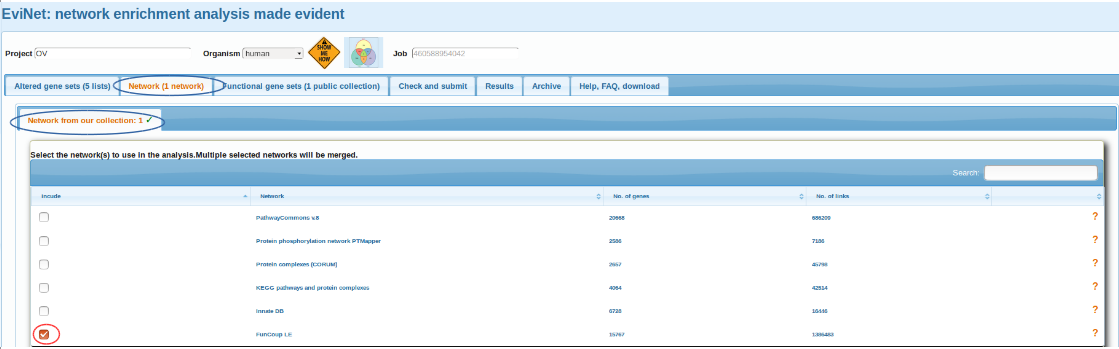 EviNet: network enrichment analysis made evident
Project OV Organism human SHOW ME HOW Job 460588954042
Altered gene sets (5 lists) Network (1 network) Functional gene sets (1 public collection) Check and submit Results Archive Help, FAQ, download
Network from our collection: 1 ✓
Select the network(s) to use in the analysis.Multiple selected networks will be merged.
Search:
Incude Network No. of genes No. of links
PathwayCommons v.8 20668 686209 ?
Protein phosphorylation network PTMapper 2586 7186 ?
Protein complexes (CORUM) 2657 45798 ?
KEGG pathways and protein complexes 4064 42514 ?
Innate DB 6728 16446 ?
FunCoup LE 15767 1386483 ?